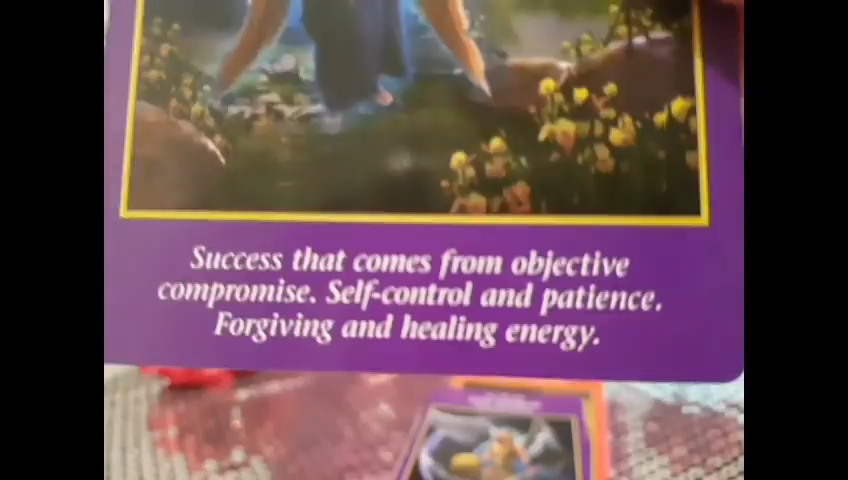 Success that comes from objective
compromise. Self-control and patience.
Forgiving and healing energy.